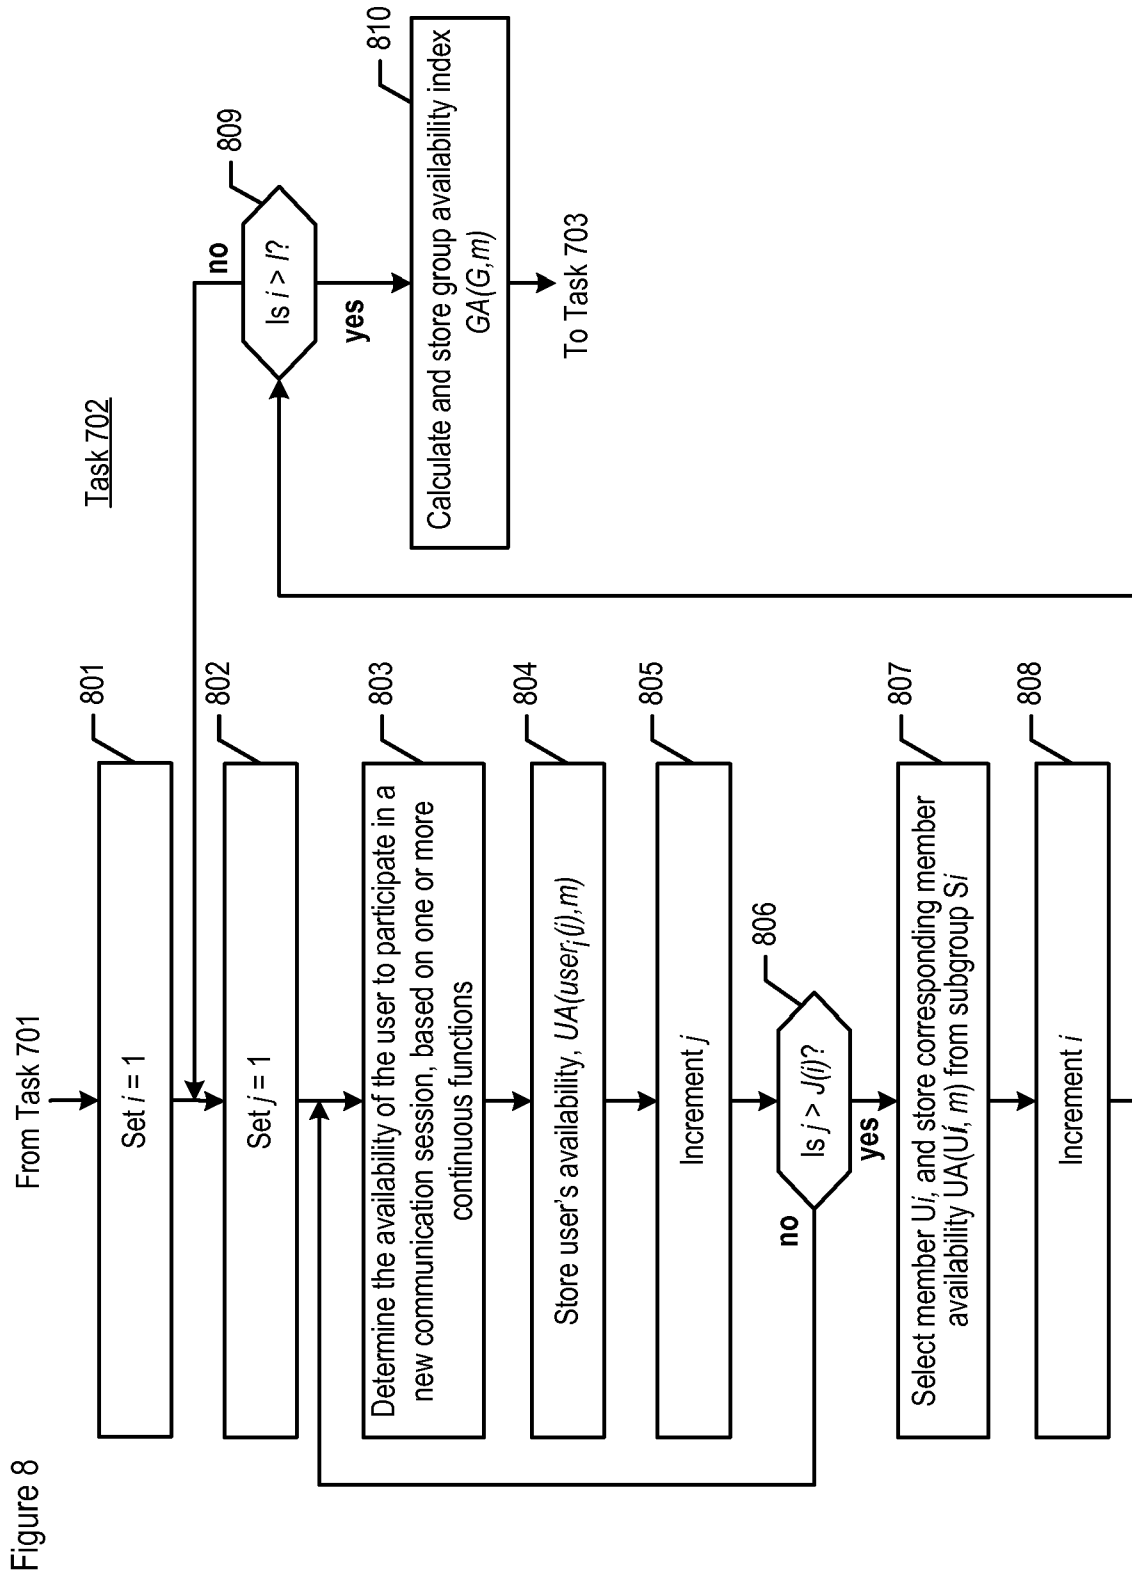 Figure 8
Task 702
From Task 701
Set i = 1
801
Set j = 1
802
Determine the availability of the user to participate in a
new communication session, based on one or more
continuous functions
803
Store user's availability, UA(useri(j),m)
804
Increment j
805
Is j > J(i)?
806
no
yes
Select member Ui, and store corresponding member
availability UA(Ui, m) from subgroup Si
807
Increment i
808
Is i > I?
809
no
yes
Calculate and store group availability index
GA(G,m)
810
To Task 703